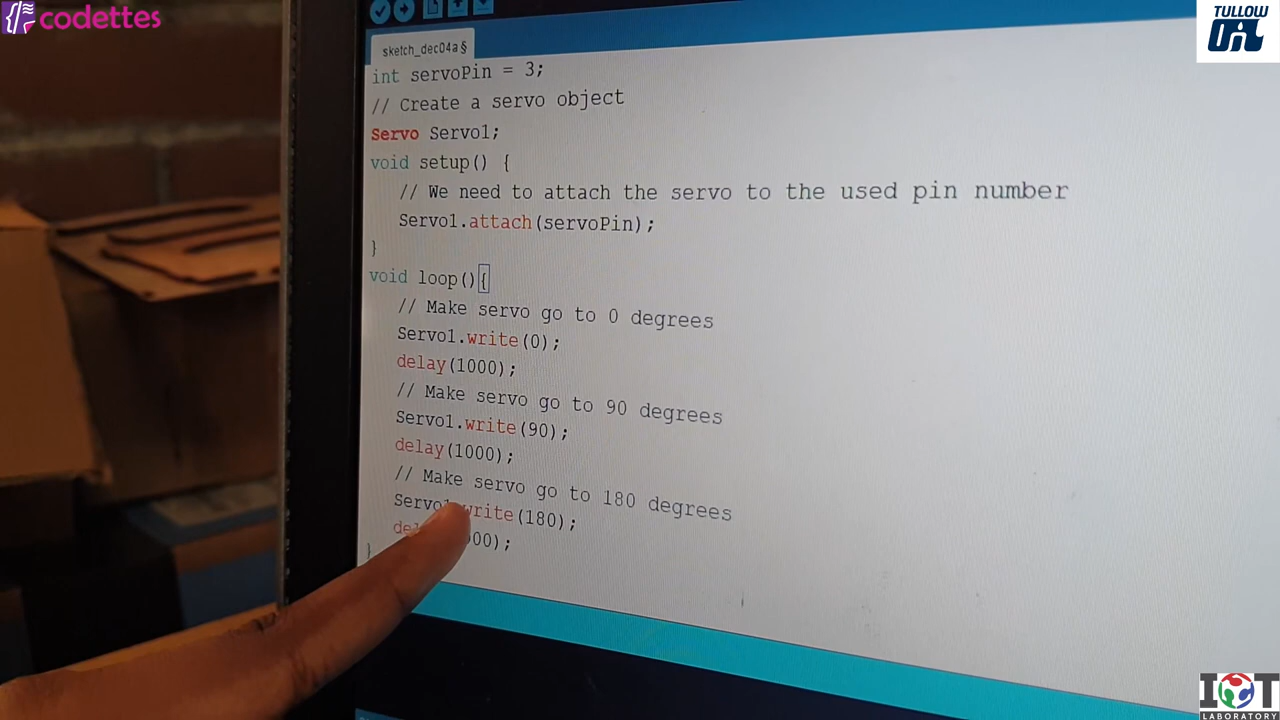 codettes
TULLOW
OIL
sketch_dec04a§
int servoPin = 3;
// Create a servo object
Servo Servo1;
void setup() {
// We need to attach the servo to the used pin number
Servo1.attach(servoPin);
}
void loop(){
// Make servo go to 0 degrees
Servo1.write(0);
delay(1000);
// Make servo go to 90 degrees
Servo1.write(90);
delay(1000);
// Make servo go to 180 degrees
Servo1.write(180);
}
ICT
LABORATORY